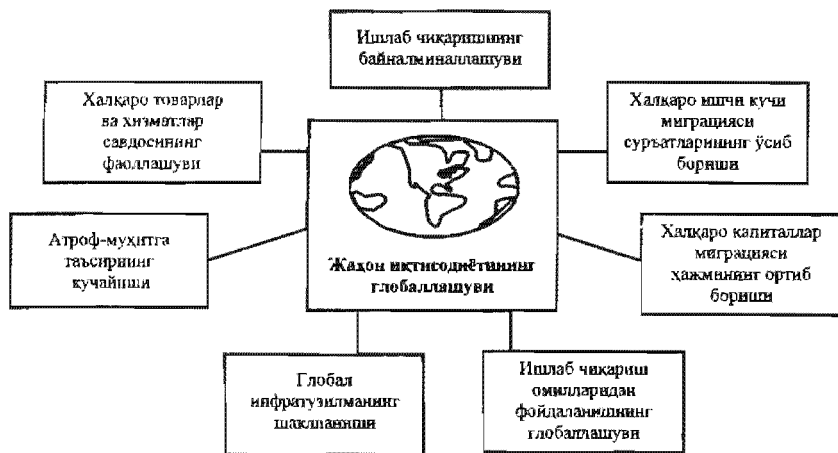 Ишлаб чиқаришнинг
байналминаллашуви
Халқаро товарлар
ва хизматлар
савдосининг
фаоллашуви
Халқаро ишчи кучи
миграцияси
суръатларининг ўсиб
бориши
Атроф-муҳитга
таъсирнинг
кучайиши
Жаҳон иқтисодиётининг
глобаллашуви
Халқаро капиталлар
миграцияси
ҳажмининг ортиб
бориши
Глобал
инфратузилманинг
шаклланиши
Ишлаб чиқариш
омилларидан
фойдаланишнинг
глобаллашуви